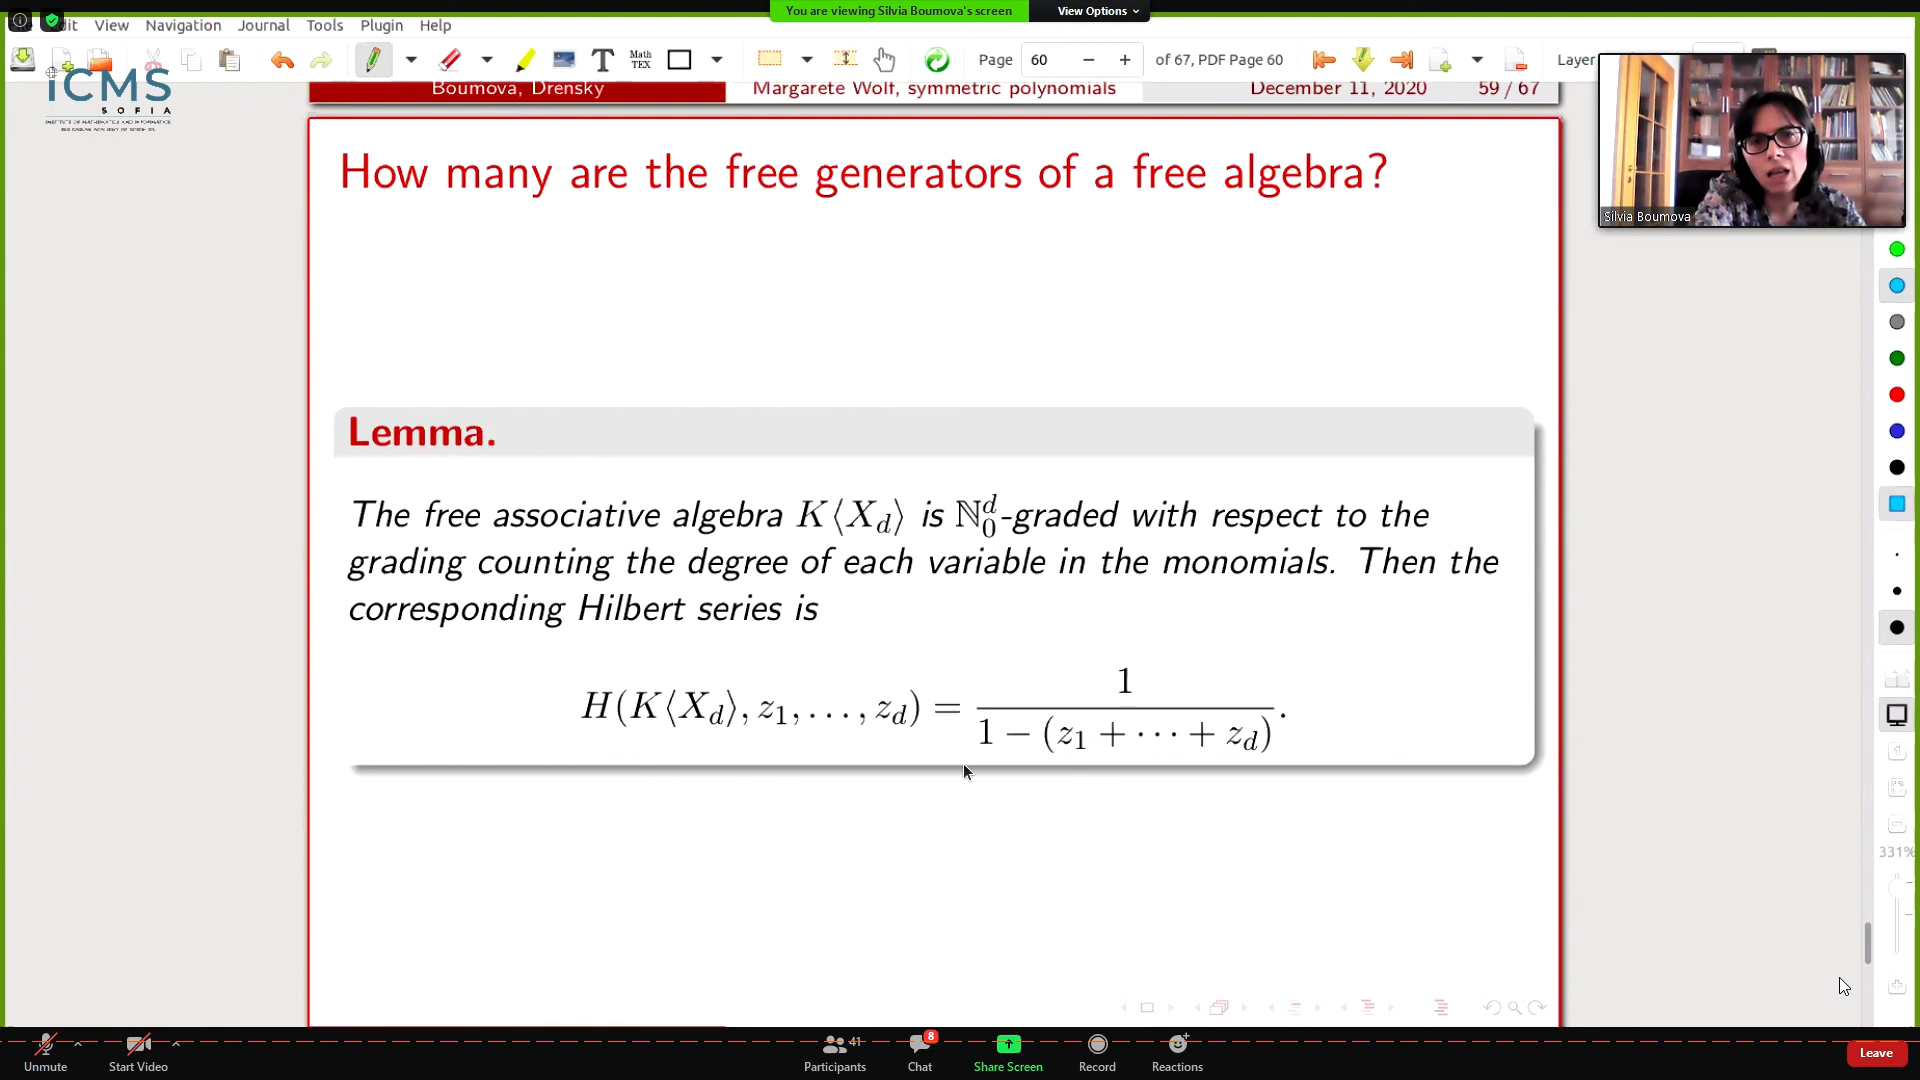 You are viewing Silvia Boumova's screen
View Options
View Navigation Journal Tools Plugin Help
Math TEX
Page 60 of 67, PDF Page 60
Layer
iCMS
SOFIA
Boumova, Drensky Margarete Wolf, symmetric polynomials December 11, 2020 59 / 67
Silvia Boumova
How many are the free generators of a free algebra?
Lemma.
The free associative algebra K⟨X_d⟩ is ℕ_0^d-graded with respect to the
grading counting the degree of each variable in the monomials. Then the
corresponding Hilbert series is
H(K⟨X_d⟩, z_1, ..., z_d) = 1 / (1 − (z_1 + ··· + z_d)).
331%
Unmute Start Video 41 Participants 8 Chat Share Screen Record Reactions Leave